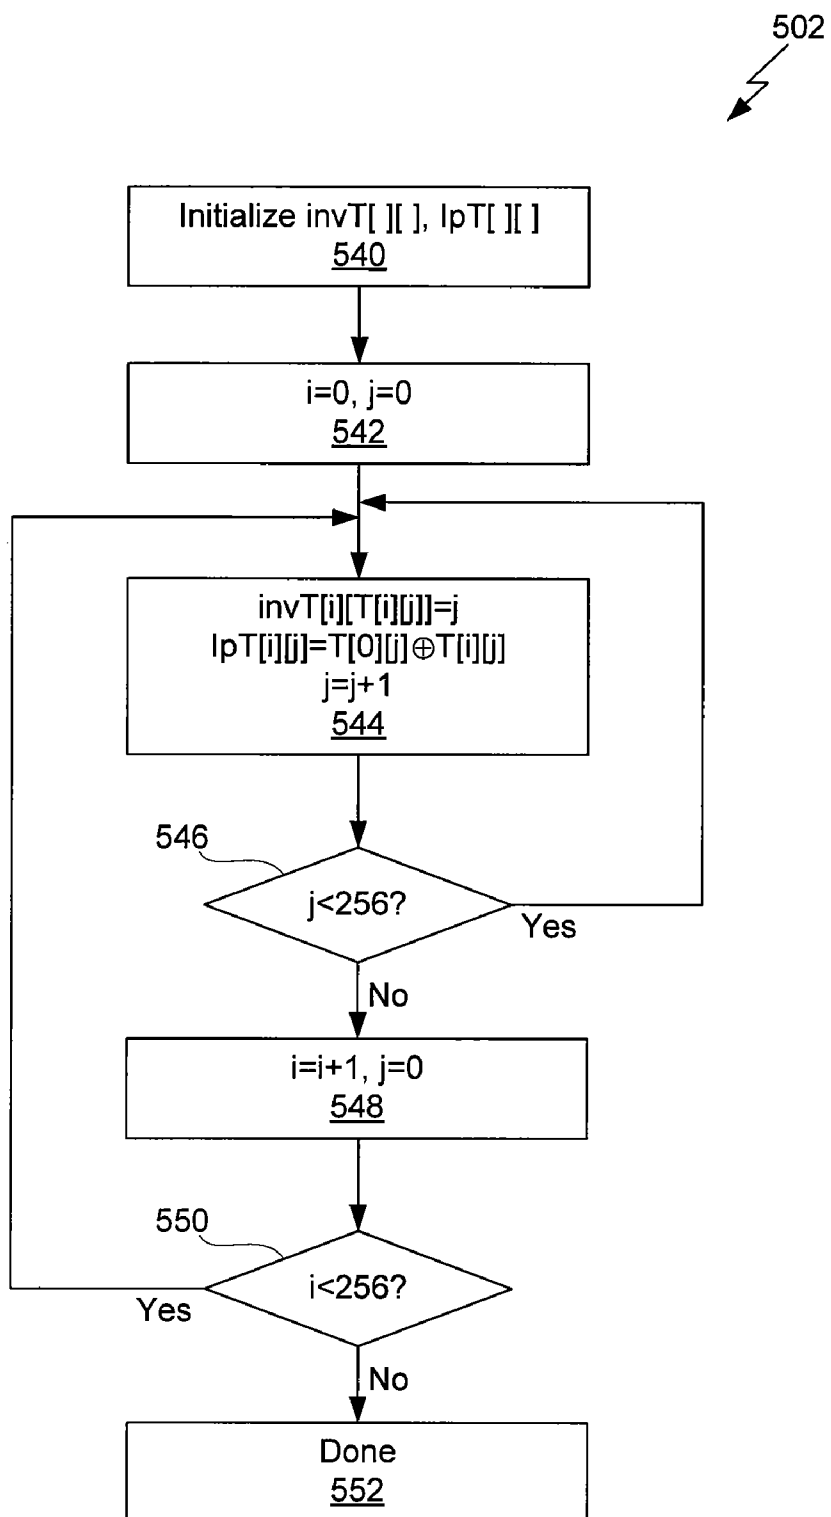 502
Initialize invT[ ][ ], IpT[ ][ ]
540
i=0, j=0
542
invT[i][T[i][j]]=j
IpT[i][j]=T[0][j]⊕T[i][j]
j=j+1
544
546
j<256?
Yes
No
i=i+1, j=0
548
550
i<256?
Yes
No
Done
552